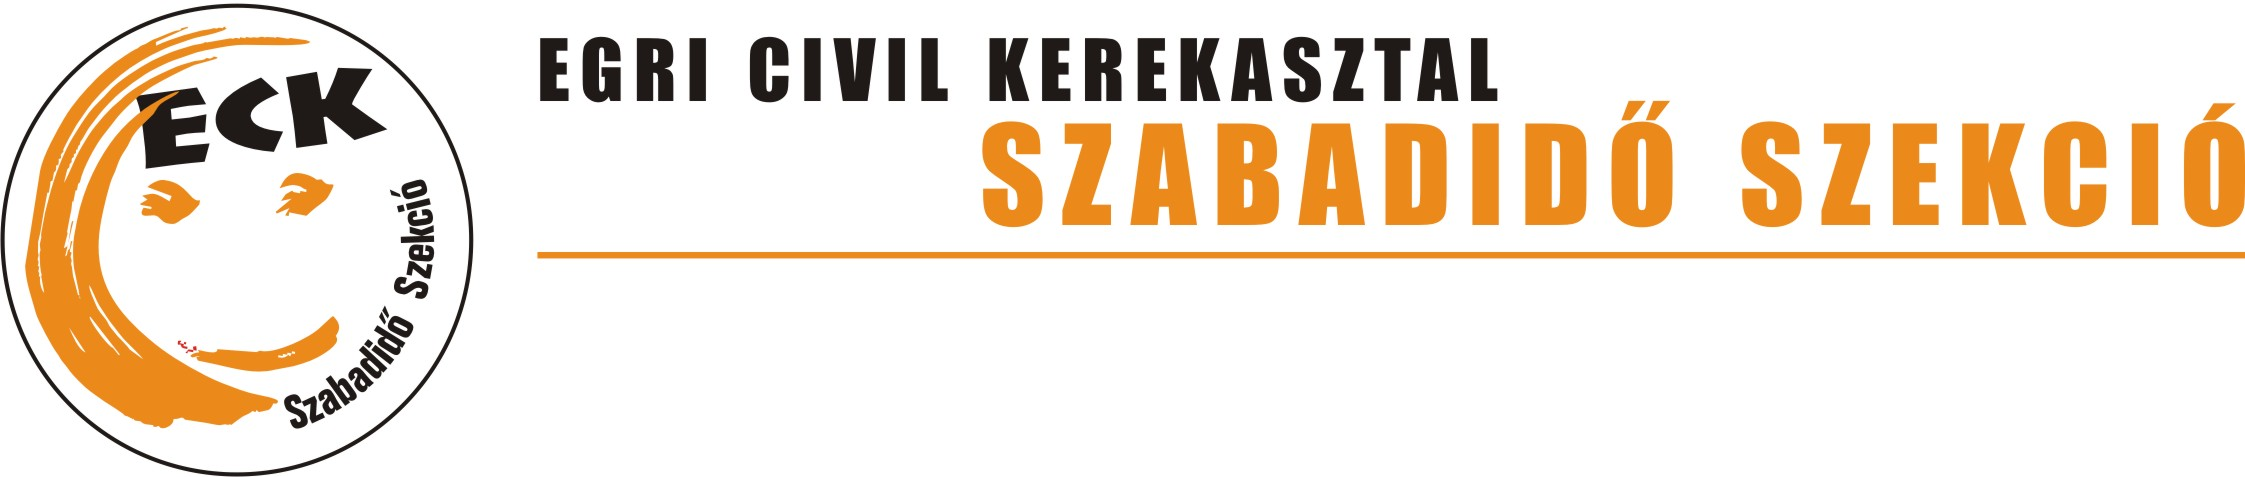 ECK
Szabadidő Szekció
EGRI CIVIL KEREKASZTAL
SZABADIDŐ SZEKCIÓ